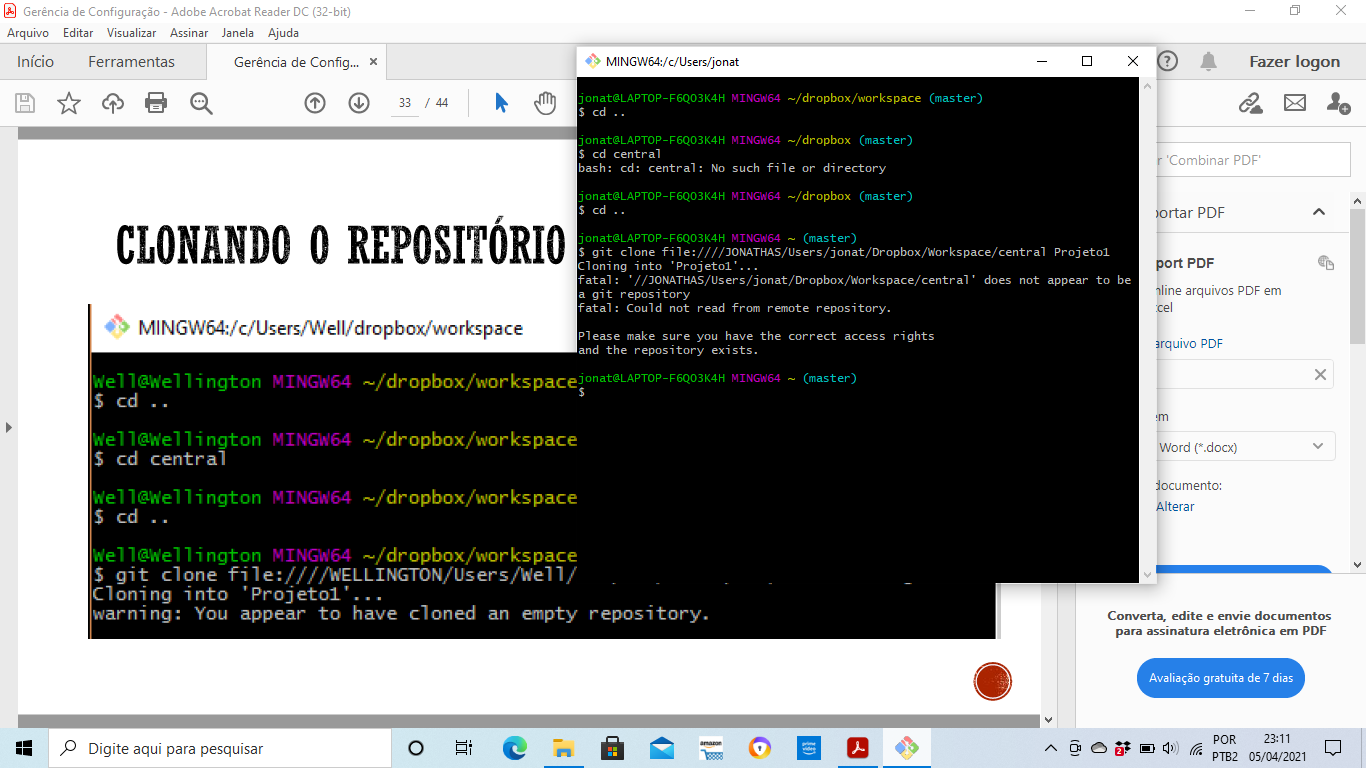 Gerência de Configuração - Adobe Acrobat Reader DC (32-bit)
Arquivo Editar Visualizar Assinar Janela Ajuda
Início Ferramentas Gerência de Config... ×
Fazer logon
33 / 44
'Combinar PDF'
portar PDF
port PDF
nline arquivos PDF em
cel
arquivo PDF
em
Word (*.docx)
documento:
Alterar
Converta, edite e envie documentos
para assinatura eletrônica em PDF
Avaliação gratuita de 7 dias
CLONANDO O REPOSITÓRIO
MINGW64:/c/Users/Well/dropbox/workspace
Well@Wellington MINGW64 ~/dropbox/workspace
$ cd ..
Well@Wellington MINGW64 ~/dropbox/workspace
$ cd central
Well@Wellington MINGW64 ~/dropbox/workspace
$ cd ..
Well@Wellington MINGW64 ~/dropbox/workspace
$ git clone file:////WELLINGTON/Users/Well/
Cloning into 'Projeto1'...
warning: You appear to have cloned an empty repository.
MINGW64:/c/Users/jonat
jonat@LAPTOP-F6QO3K4H MINGW64 ~/dropbox/workspace (master)
$ cd ..
jonat@LAPTOP-F6QO3K4H MINGW64 ~/dropbox (master)
$ cd central
bash: cd: central: No such file or directory
jonat@LAPTOP-F6QO3K4H MINGW64 ~/dropbox (master)
$ cd ..
jonat@LAPTOP-F6QO3K4H MINGW64 ~ (master)
$ git clone file:////JONATHAS/Users/jonat/Dropbox/Workspace/central Projeto1
Cloning into 'Projeto1'...
fatal: '//JONATHAS/Users/jonat/Dropbox/Workspace/central' does not appear to be
a git repository
fatal: Could not read from remote repository.
Please make sure you have the correct access rights
and the repository exists.
jonat@LAPTOP-F6QO3K4H MINGW64 ~ (master)
$
Digite aqui para pesquisar
amazon
prime video
2
POR
PTB2
23:11
05/04/2021